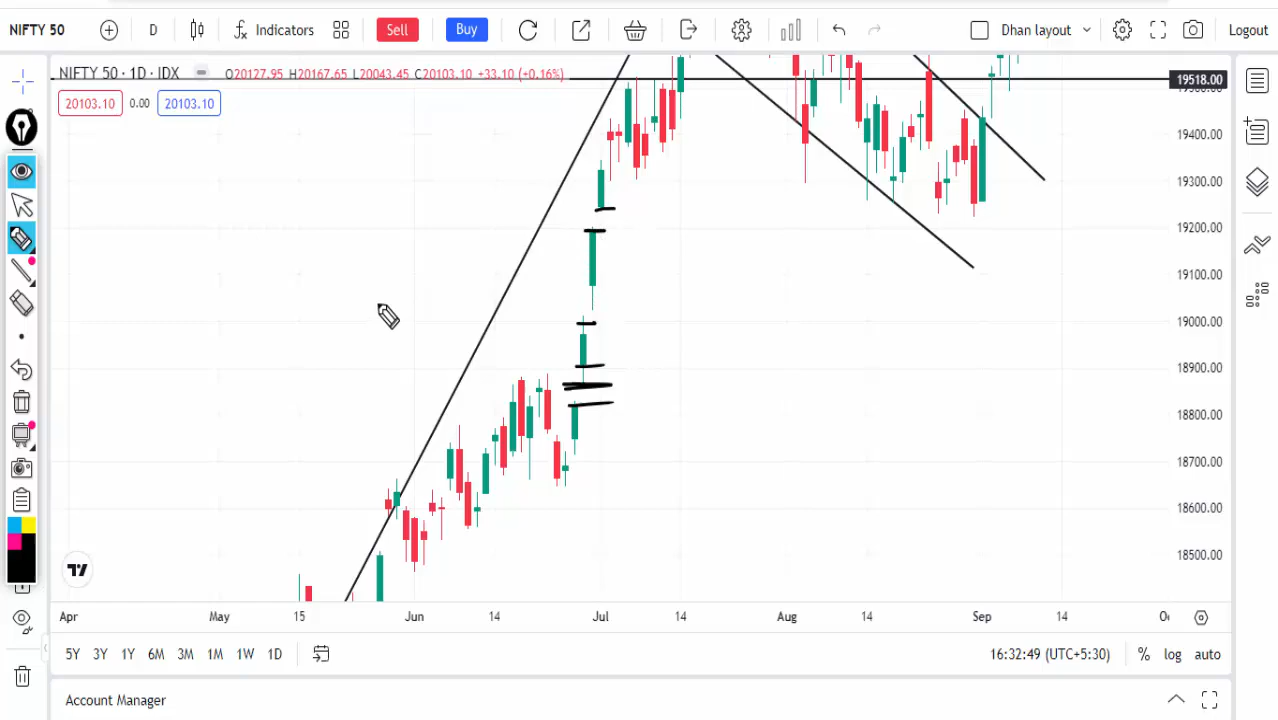 NIFTY 50 D Indicators Sell Buy Dhan layout Logout
NIFTY 50 · 1D · IDX O20127.95 H20167.65 L20043.45 C20103.10 +33.10 (+0.16%)
20103.10 0.00 20103.10
19518.00
19400.00
19300.00
19200.00
19100.00
19000.00
18900.00
18800.00
18700.00
18600.00
18500.00
Apr May 15 Jun 14 Jul 14 Aug 14 Sep 14
5Y 3Y 1Y 6M 3M 1M 1W 1D 16:32:49 (UTC+5:30) % log auto
Account Manager